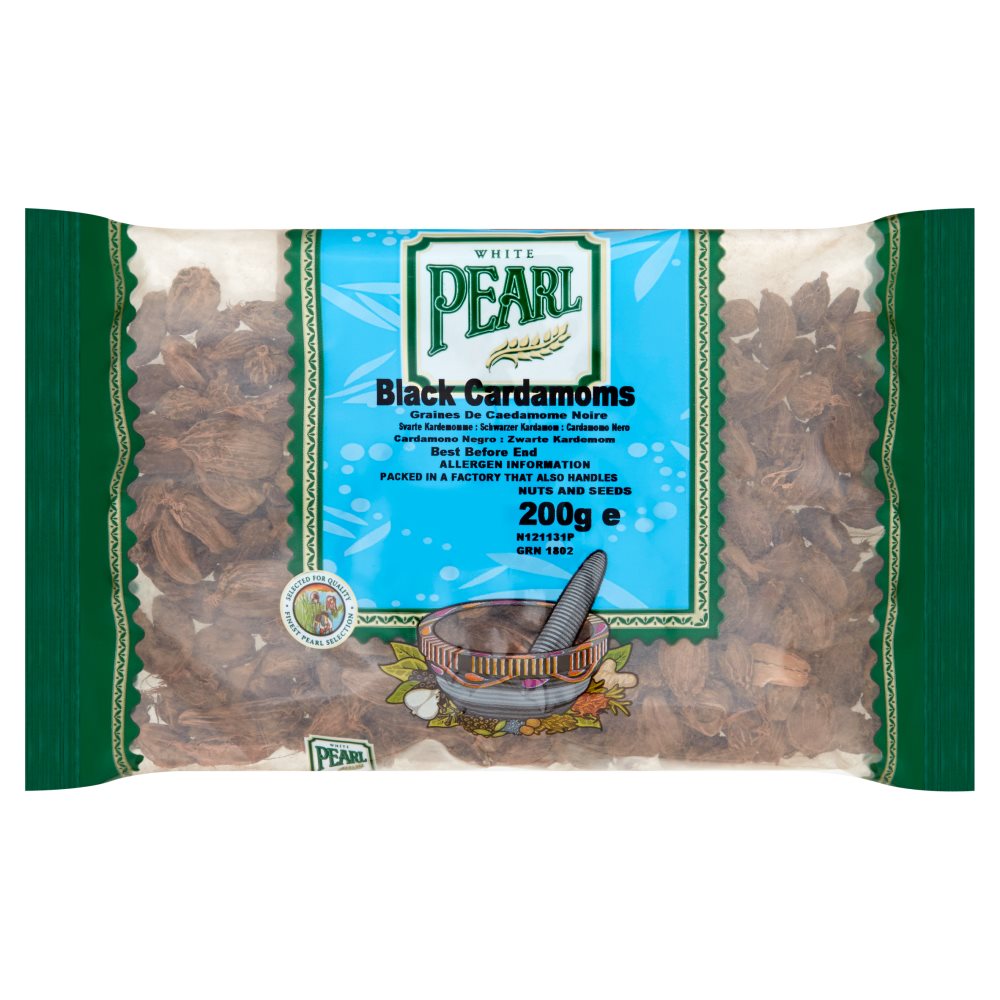 WHITE
PEARL
Black Cardamoms
Graines De Caedamome Noire
Svarte Kardemomme : Schwarzer Kardamom : Cardamomo Nero
Cardamono Negro : Zwarte Kardemom
Best Before End
ALLERGEN INFORMATION
PACKED IN A FACTORY THAT ALSO HANDLES
NUTS AND SEEDS
200g e
N121131P
GRN 1802
SELECTED FOR QUALITY
FINEST PEARL SELECTION
WHITE
PEARL